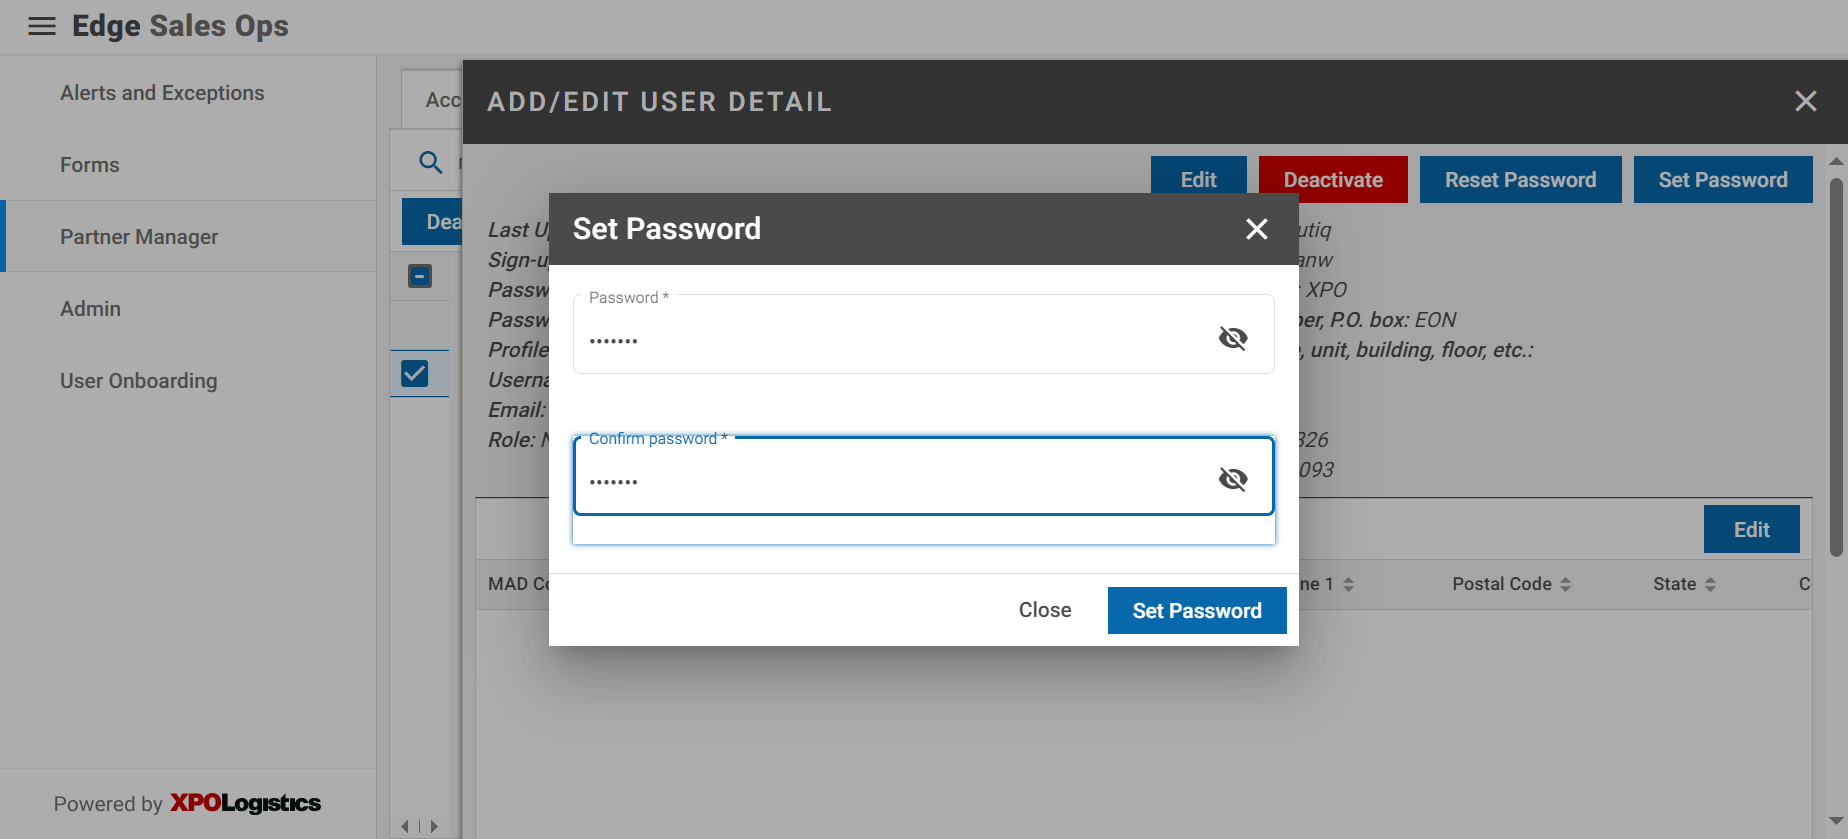 Edge Sales Ops
Alerts and Exceptions
Forms
Partner Manager
Admin
User Onboarding
Powered by XPOLogistics
Acc
Dea
ADD/EDIT USER DETAIL
Edit
Deactivate
Reset Password
Set Password
Last U
utiq
Sign-u
anw
Passw
: XPO
Passw
er, P.O. box: EON
Profile
, unit, building, floor, etc.:
Userna
Email:
Role:
326
093
Edit
MAD Co
ne 1
Postal Code
State
Set Password
Password *
•••••••
Confirm password *
•••••••
Close
Set Password